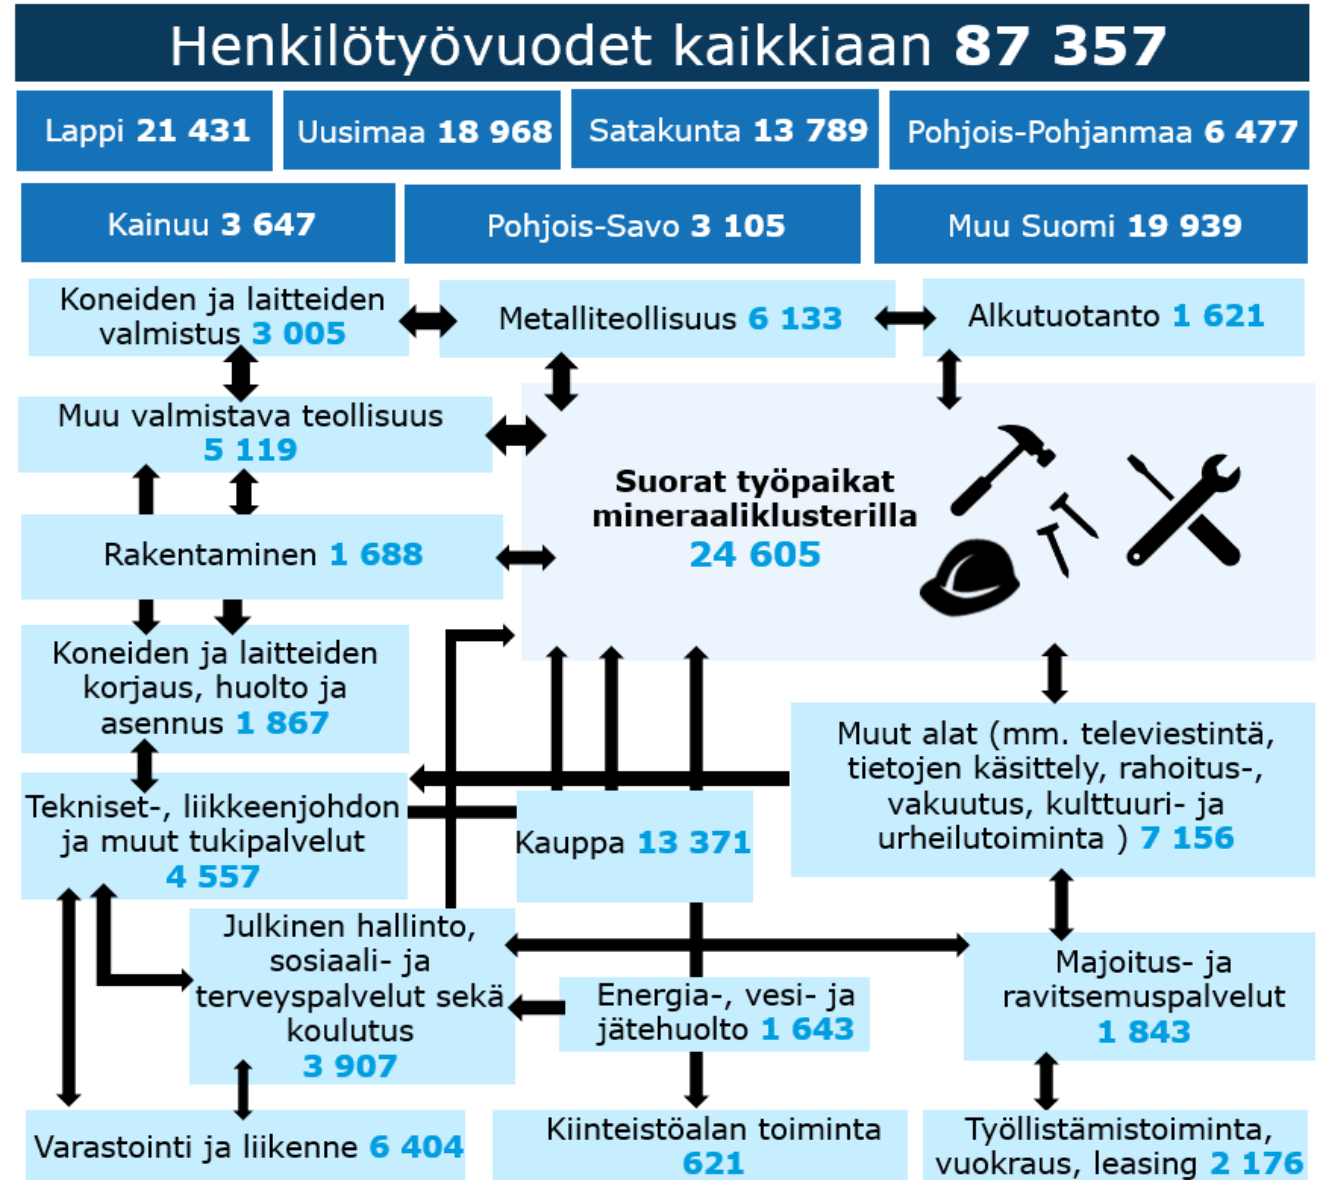 Henkilötyövuodet kaikkiaan 87 357
Lappi 21 431
Uusimaa 18 968
Satakunta 13 789
Pohjois-Pohjanmaa 6 477
Kainuu 3 647
Pohjois-Savo 3 105
Muu Suomi 19 939
Koneiden ja laitteiden
valmistus 3 005
Metalliteollisuus 6 133
Alkutuotanto 1 621
Muu valmistava teollisuus
5 119
Suorat työpaikat
mineraaliklusterilla
24 605
Rakentaminen 1 688
Koneiden ja laitteiden
korjaus, huolto ja
asennus 1 867
Muut alat (mm. televiestintä,
tietojen käsittely, rahoitus-,
vakuutus, kulttuuri- ja
urheilutoiminta ) 7 156
Tekniset-, liikkeenjohdon
ja muut tukipalvelut
4 557
Kauppa 13 371
Julkinen hallinto,
sosiaali- ja
terveyspalvelut sekä
koulutus
3 907
Energia-, vesi- ja
jätehuolto 1 643
Majoitus- ja
ravitsemuspalvelut
1 843
Varastointi ja liikenne 6 404
Kiinteistöalan toiminta
621
Työllistämistoiminta,
vuokraus, leasing 2 176